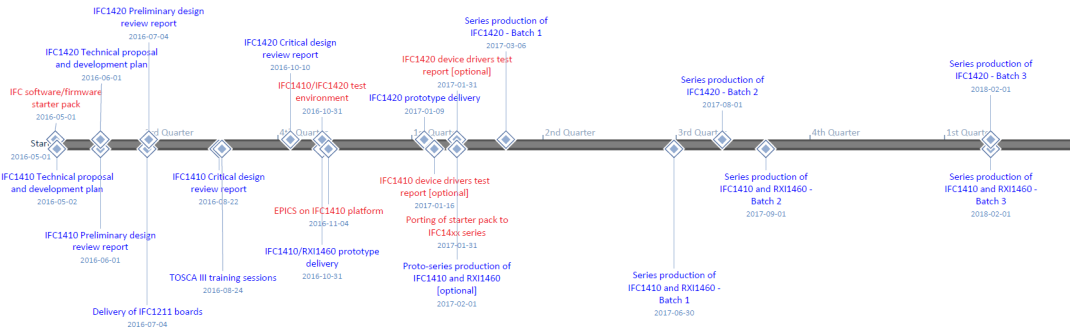 IFC1420 Preliminary design
review report
2016-07-04
IFC1420 Technical proposal
and development plan
2016-06-01
IFC software/firmware
starter pack
2016-05-01
IFC1420 Critical design
review report
2016-10-10
IFC1410/IFC1420 test
environment
2016-10-31
Series production of
IFC1420 - Batch 1
2017-03-06
IFC1420 device drivers test
report [optional]
2017-01-31
IFC1420 prototype delivery
2017-01-09
Series production of
IFC1420 - Batch 2
2017-08-01
Series production of
IFC1420 - Batch 3
2018-02-01
Start
2016-05-01
Quarter
Quarter
Quarter
2nd Quarter
3rd Quarter
4th Quarter
1st Quarter
IFC1410 Technical proposal
and development plan
2016-05-02
IFC1410 Preliminary design
review report
2016-06-01
Delivery of IFC1211 boards
2016-07-04
IFC1410 Critical design
review report
2016-08-22
TOSCA III training sessions
2016-08-24
EPICS on IFC1410 platform
2016-11-04
IFC1410/RXI1460 prototype
delivery
2016-10-31
IFC1410 device drivers test
report [optional]
2017-01-16
Porting of starter pack to
IFC14xx series
2017-01-31
Proto-series production of
IFC1410 and RXI1460
[optional]
2017-02-01
Series production of
IFC1410 and RXI1460 -
Batch 1
2017-06-30
Series production of
IFC1410 and RXI1460 -
Batch 2
2017-09-01
Series production of
IFC1410 and RXI1460 -
Batch 3
2018-02-01